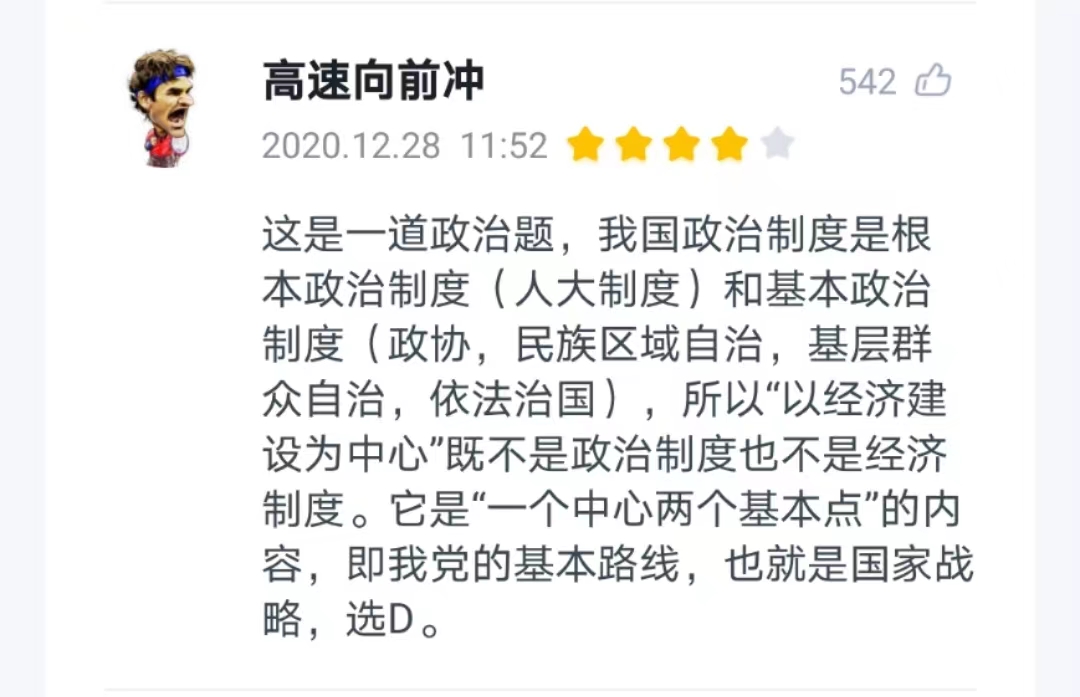 高速向前冲
542
2020.12.28 11:52
这是一道政治题，我国政治制度是根
本政治制度（人大制度）和基本政治
制度（政协，民族区域自治，基层群
众自治，依法治国），所以“以经济建
设为中心”既不是政治制度也不是经济
制度。它是“一个中心两个基本点”的内
容，即我党的基本路线，也就是国家战
略，选D。